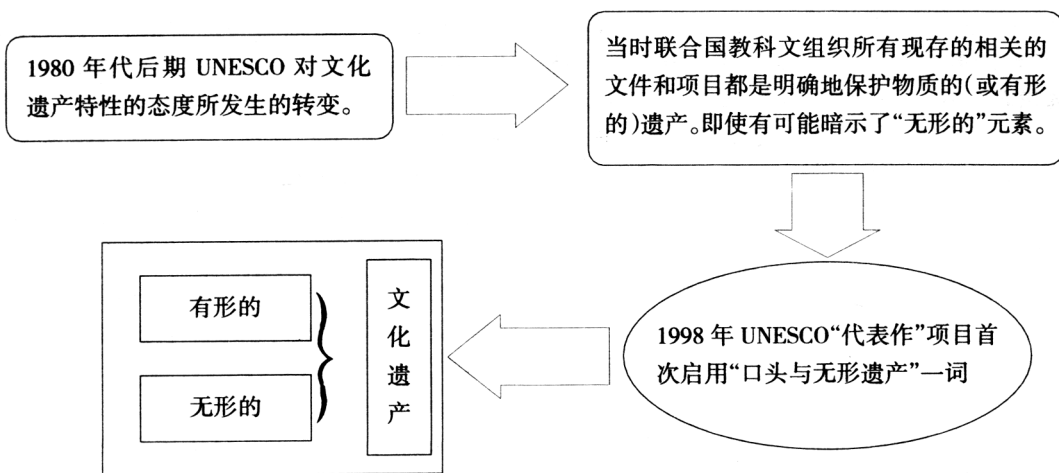 1980 年代后期 UNESCO 对文化
遗产特性的态度所发生的转变。
当时联合国教科文组织所有现存的相关的
文件和项目都是明确地保护物质的(或有形
的)遗产。即使有可能暗示了“无形的”元素。
1998 年 UNESCO“代表作”项目首
次启用“口头与无形遗产”一词
有形的
无形的
文化遗产